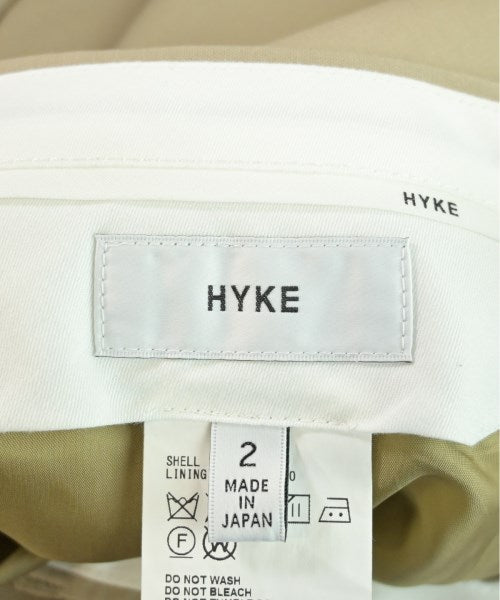 HYKE
HYKE
2
MADE
IN
JAPAN
SHELL
LINING
F
W
DO NOT WASH
DO NOT BLEACH